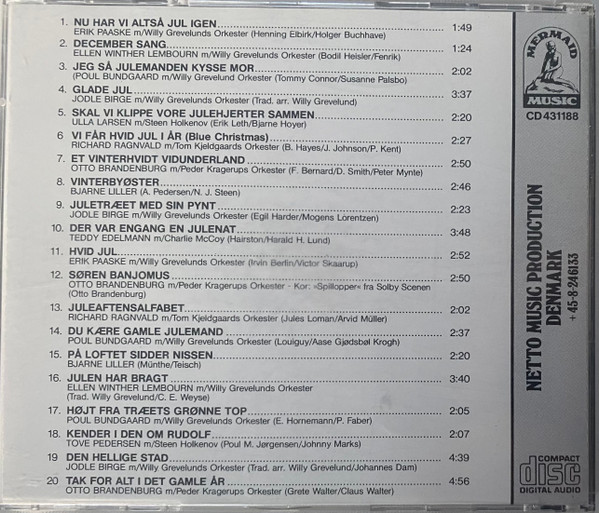 1. NU HAR VI ALTSÅ JUL IGEN 1:49
ERIK PAASKE m/Willy Grevelunds Orkester (Henning Elbirk/Holger Buchhave)
2. DECEMBER SANG 1:24
ELLEN WINTHER LEMBOURN m/Willy Grevelunds Orkester (Bodil Heisler/Fenrik)
3. JEG SÅ JULEMANDEN KYSSE MOR 2:02
(POUL BUNDGAARD m/Willy Grevelunds Orkester (Tommy Connor/Susanne Palsbo)
4. GLADE JUL 3:37
JODLE BIRGE m/Willy Grevelunds Orkester (Trad. arr. Willy Grevelund)
5. SKAL VI KLIPPE VORE JULEHJERTER SAMMEN 2:20
ULLA LARSEN m/Steen Holkenov (Erik Leth/Bjarne Hoyer)
6 VI FÅR HVID JUL I ÅR (Blue Christmas) 2:27
RICHARD RAGNVALD m/Tom Kjeldgaards Orkester (B. Hayes/J. Johnson/P. Kent)
7. ET VINTERHVIDT VIDUNDERLAND 2:50
OTTO BRANDENBURG m/Peder Kragerups Orkester (F. Bernard/D. Smith/Peter Mynte)
8. VINTERBYØSTER 2:46
BJARNE LILLER (A. Pedersen/N. J. Steen)
9. JULETRÆET MED SIN PYNT 2:23
JODLE BIRGE m/Willy Grevelunds Orkester (Egil Harder/Mogens Lorentzen)
10. DER VAR ENGANG EN JULENAT 3:48
TEDDY EDELMANN m/Charlie McCoy (Hairston/Harald H. Lund)
11. HVID JUL 2:52
ERIK PAASKE m/Willy Grevelunds Orkester (Irvin Berlin/Victor Skaarup)
12. SØREN BANJOMUS 2:50
OTTO BRANDENBURG m/Peder Kragerups Orkester - Kor: »Spillopper« fra Solby Scenen
(Otto Brandenburg)
13. JULEAFTENSALFABET 2:02
RICHARD RAGNVALD m/Tom Kjeldgaards Orkester (Jules Loman/Arvid Müller)
14. DU KÆRE GAMLE JULEMAND 2:37
POUL BUNDGAARD m/Willy Grevelunds Orkester (Louiguy/Aase Gjødsbøl Krogh)
15. PÅ LOFTET SIDDER NISSEN 2:20
BJARNE LILLER (Münthe/Teisch)
16. JULEN HAR BRAGT 3:40
ELLEN WINTHER LEMBOURN m/Willy Grevelunds Orkester
(Trad. Willy Grevelund/C. E. Weyse)
17. HØJT FRA TRÆETS GRØNNE TOP 2:05
POUL BUNDGAARD m/Willy Grevelunds Orkester (E. Hornemann/P. Faber)
18. KENDER I DEN OM RUDOLF 2:07
TOVE PEDERSEN m/Steen Holkenov (Poul M. Jørgensen/Johnny Marks)
19 DEN HELLIGE STAD 4:39
JODLE BIRGE m/Willy Grevelunds Orkester (Trad. arr. Willy Grevelund/Johannes Dam)
20 TAK FOR ALT I DET GAMLE ÅR 4:56
OTTO BRANDENBURG m/Peder Kragerups Orkester (Grete Walter/Claus Walter)
MERMAID
MUSIC
CD 431188
NETTO MUSIC PRODUCTION
DENMARK
+45-8-246133
COMPACT
disc
DIGITAL AUDIO